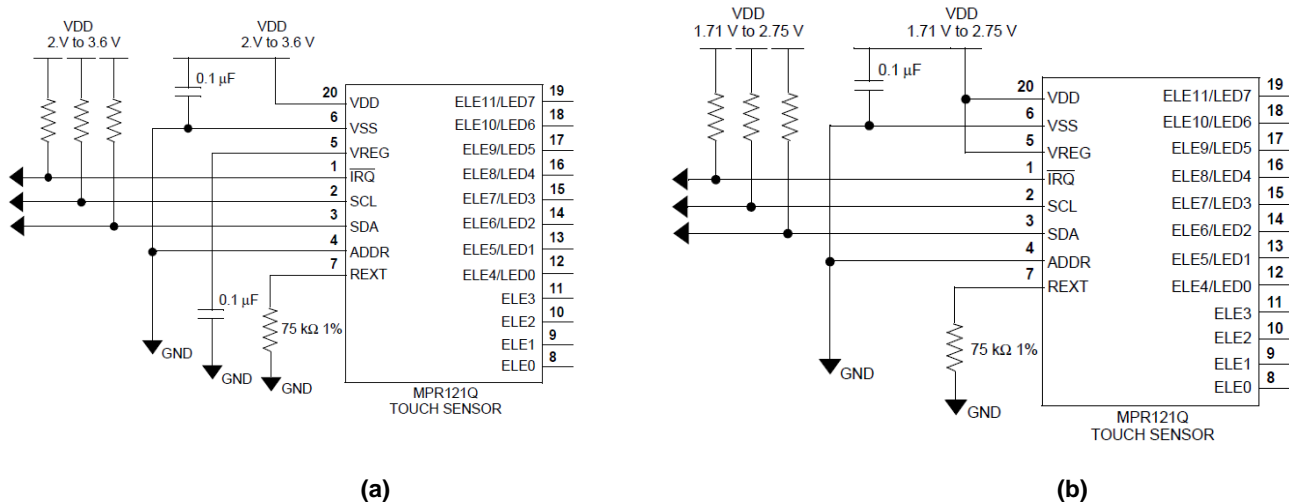 VDD
2.V to 3.6 V
VDD
2.V to 3.6 V
0.1 μF
20
VDD
6
VSS
5
VREG
1
IRQ
2
SCL
3
SDA
4
ADDR
7
REXT
ELE11/LED7
19
ELE10/LED6
18
ELE9/LED5
17
ELE8/LED4
16
ELE7/LED3
15
ELE6/LED2
14
ELE5/LED1
13
ELE4/LED0
12
ELE3
11
ELE2
10
ELE1
9
ELE0
8
0.1 μF
75 kΩ 1%
GND
GND
GND
MPR121Q
TOUCH SENSOR
(a)
VDD
1.71 V to 2.75 V
VDD
1.71 V to 2.75 V
0.1 μF
20
VDD
6
VSS
5
VREG
1
IRQ
2
SCL
3
SDA
4
ADDR
7
REXT
ELE11/LED7
19
ELE10/LED6
18
ELE9/LED5
17
ELE8/LED4
16
ELE7/LED3
15
ELE6/LED2
14
ELE5/LED1
13
ELE4/LED0
12
ELE3
11
ELE2
10
ELE1
9
ELE0
8
75 kΩ 1%
GND
GND
MPR121Q
TOUCH SENSOR
(b)